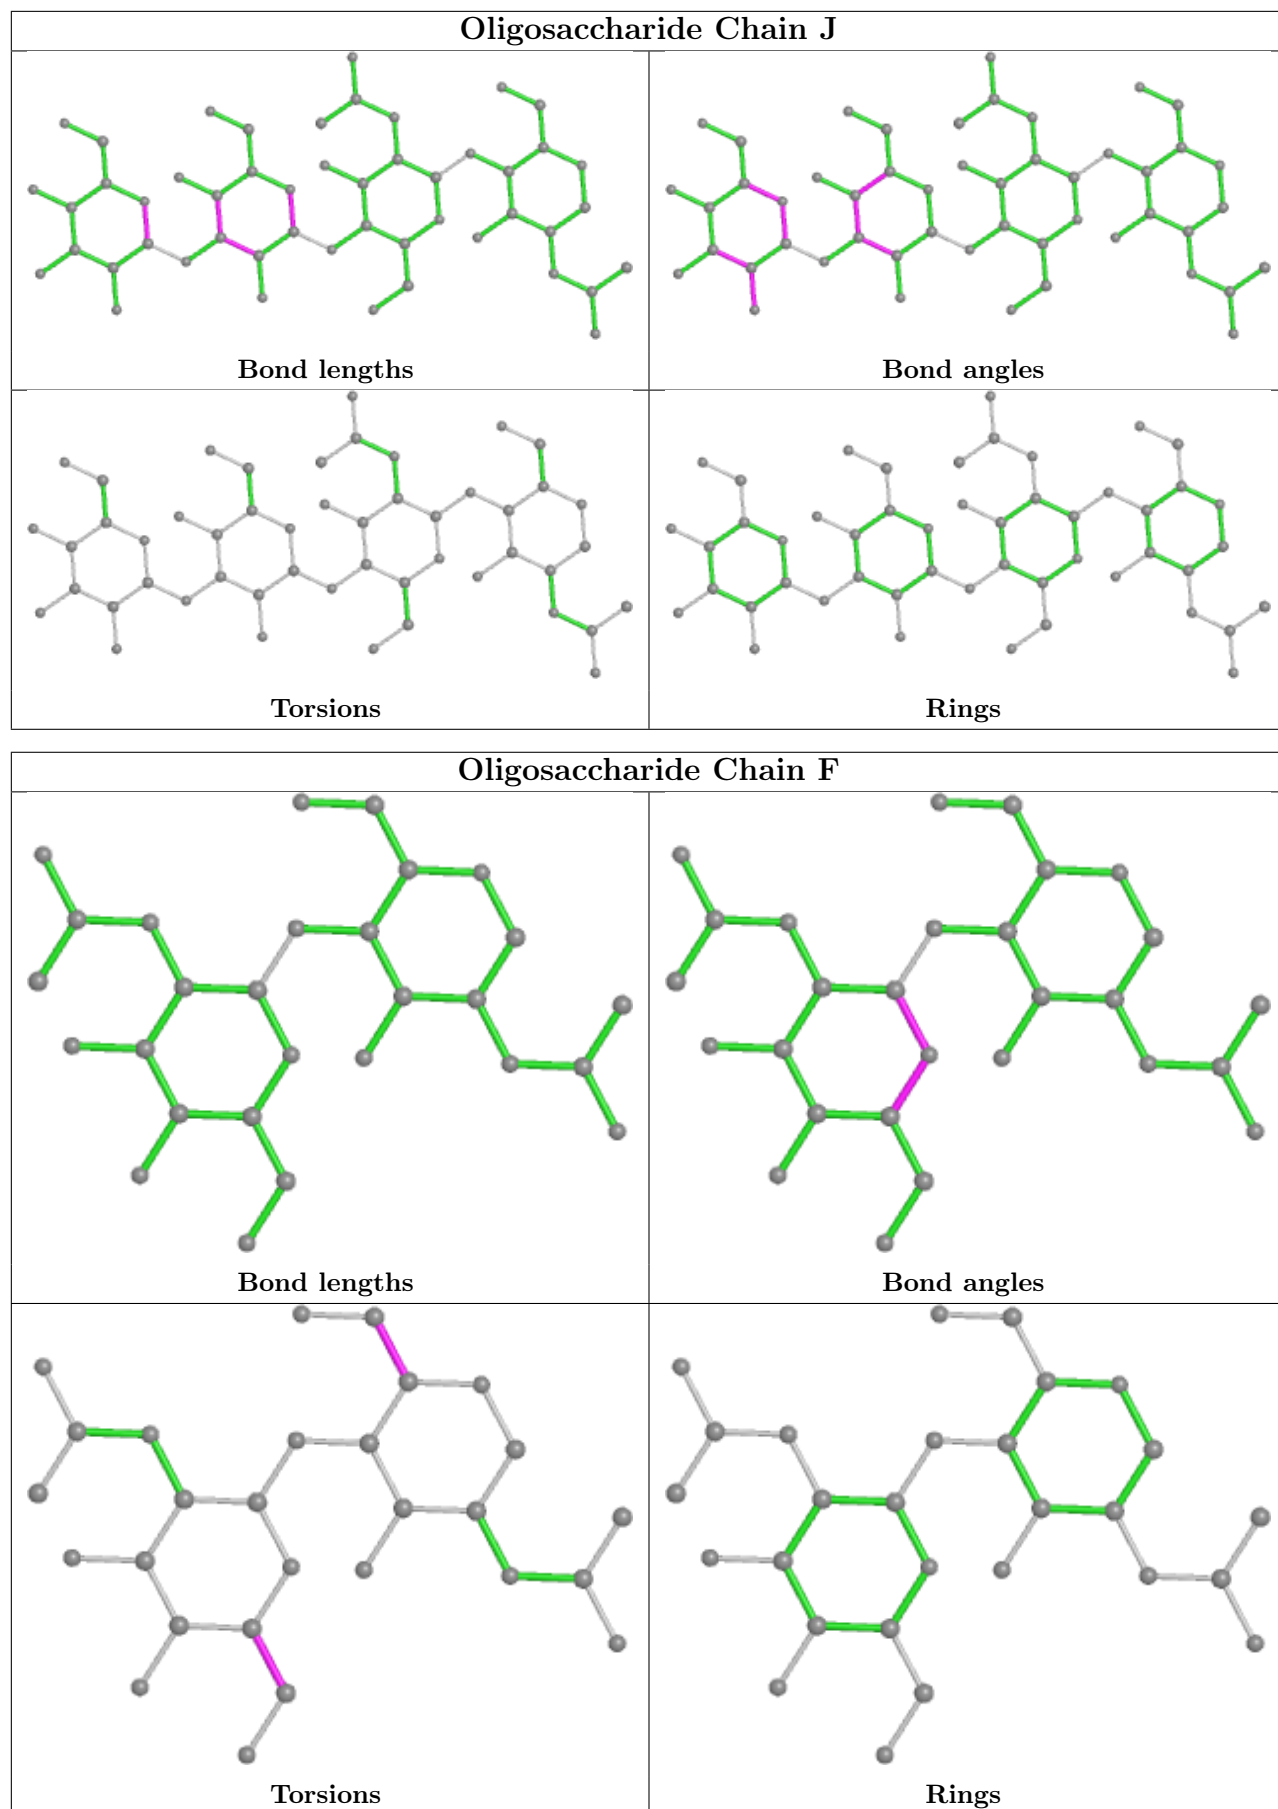 Oligosaccharide Chain J
Bond lengths
Bond angles
Torsions
Rings
Oligosaccharide Chain F
Bond lengths
Bond angles
Torsions
Rings